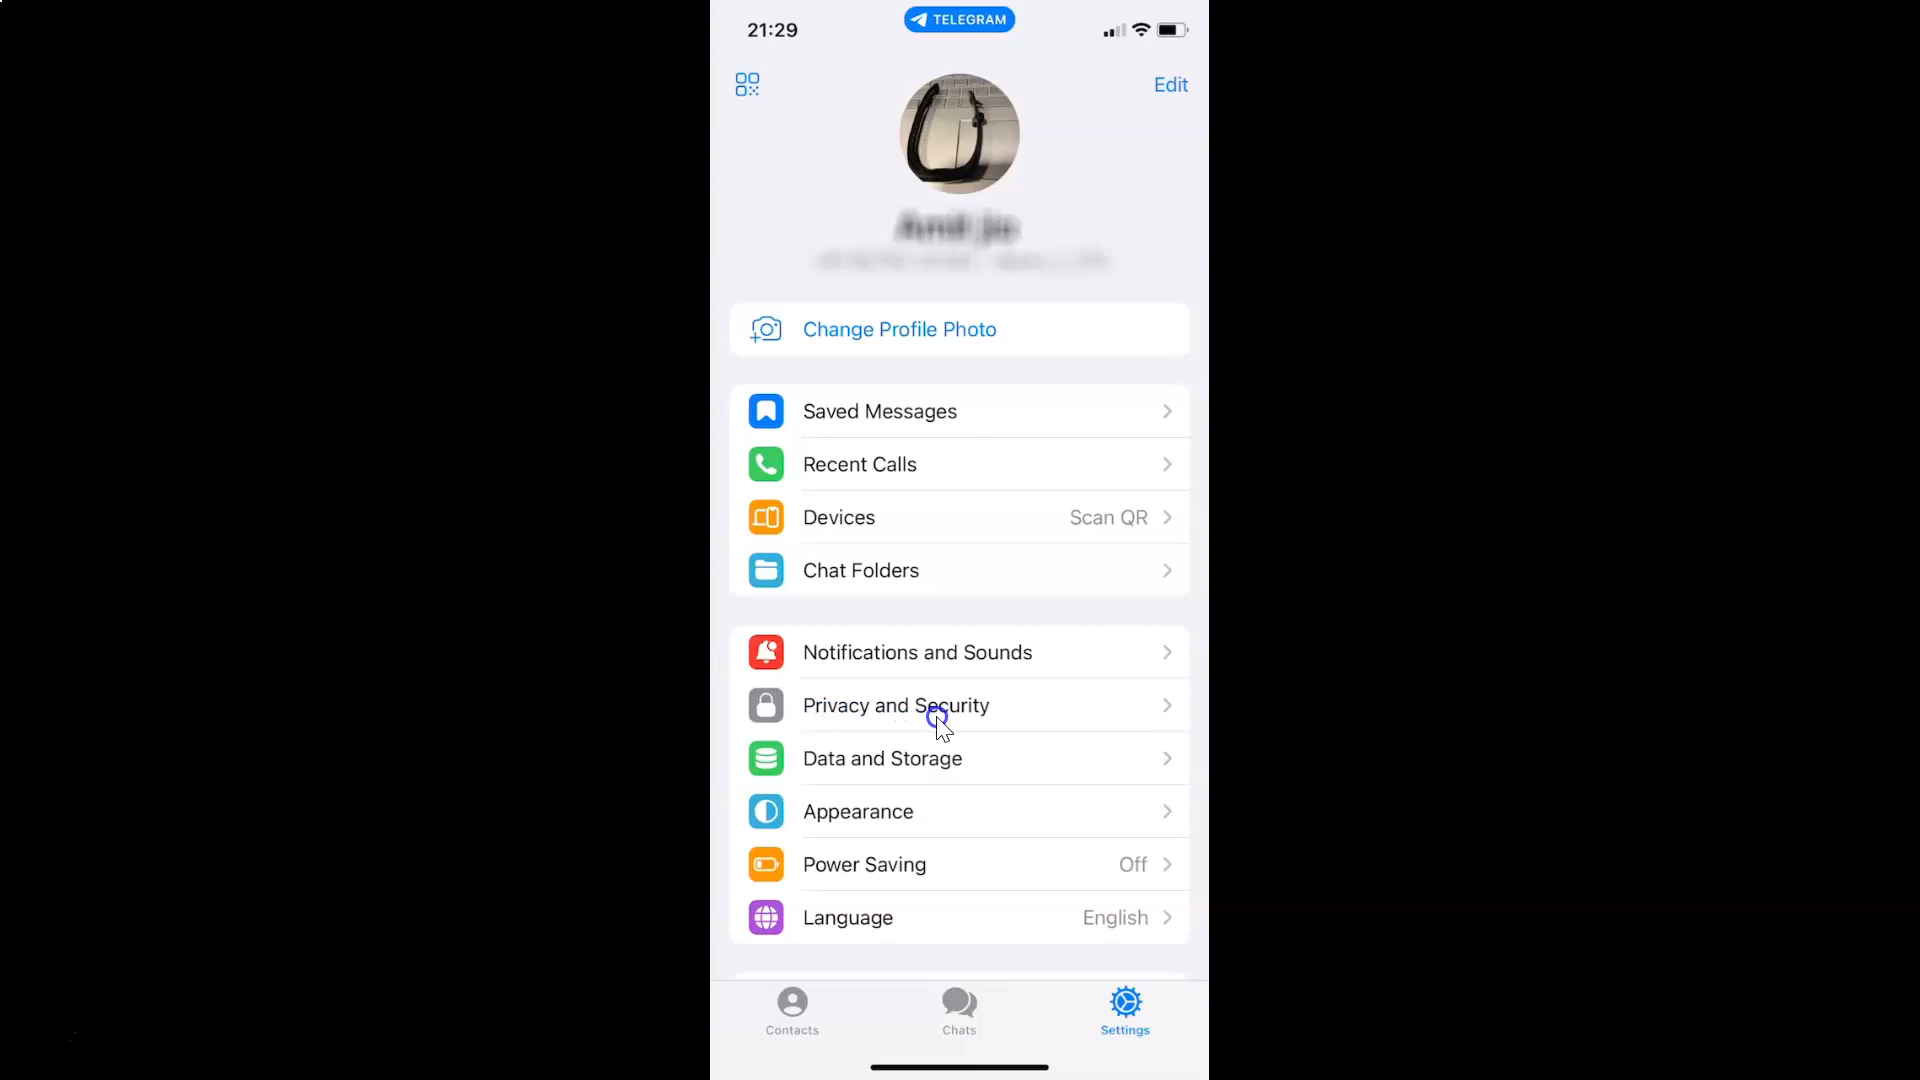 21:29
TELEGRAM
Edit
Change Profile Photo
Saved Messages
Recent Calls
Devices
Scan QR
Chat Folders
Notifications and Sounds
Privacy and Security
Data and Storage
Appearance
Power Saving
Off
Language
English
Contacts
Chats
Settings